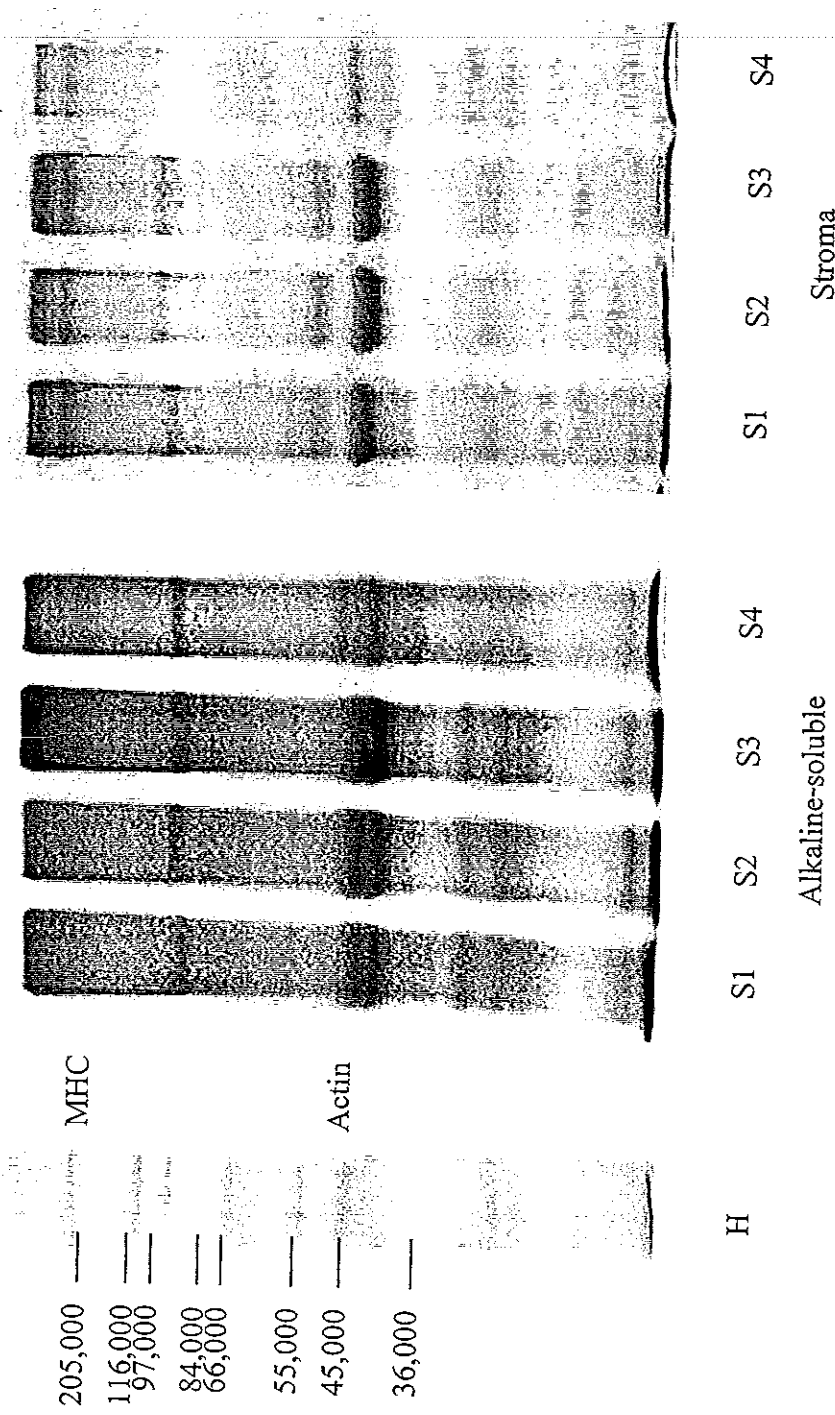 205,000
116,000
97,000
84,000
66,000
55,000
45,000
36,000
MHC
Actin
H
S1 S2 S3 S4
S1 S2 S3 S4
Alkaline-soluble
Stroma